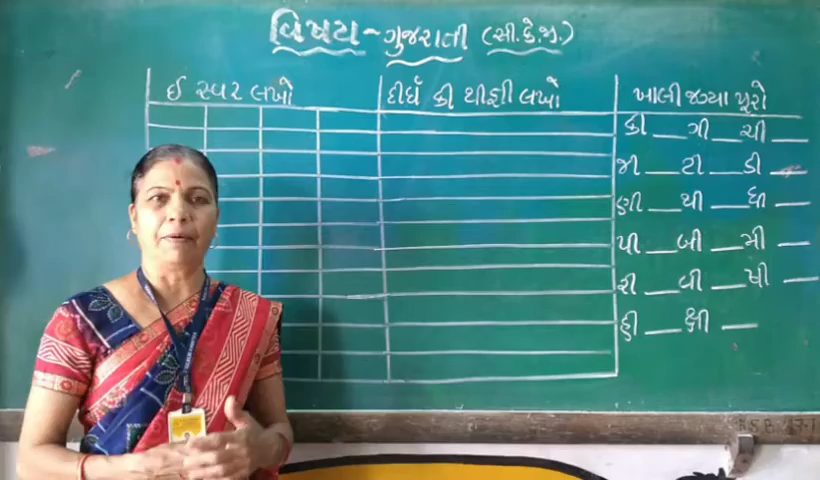 વિષય - ગુજરાતી (સી.કે.જી.)
ઈ સ્વર લખો
દીર્ઘ કી થીજ્ઞી લખો
ખાલી જગ્યા પૂરો
કી __ ગી __ ચી __
જી __ ટી __ ડી __
ણી __ થી __ ધી __
પી __ બી __ મી __
રી __ વી __ ષી __
હી __ ક્ષી __